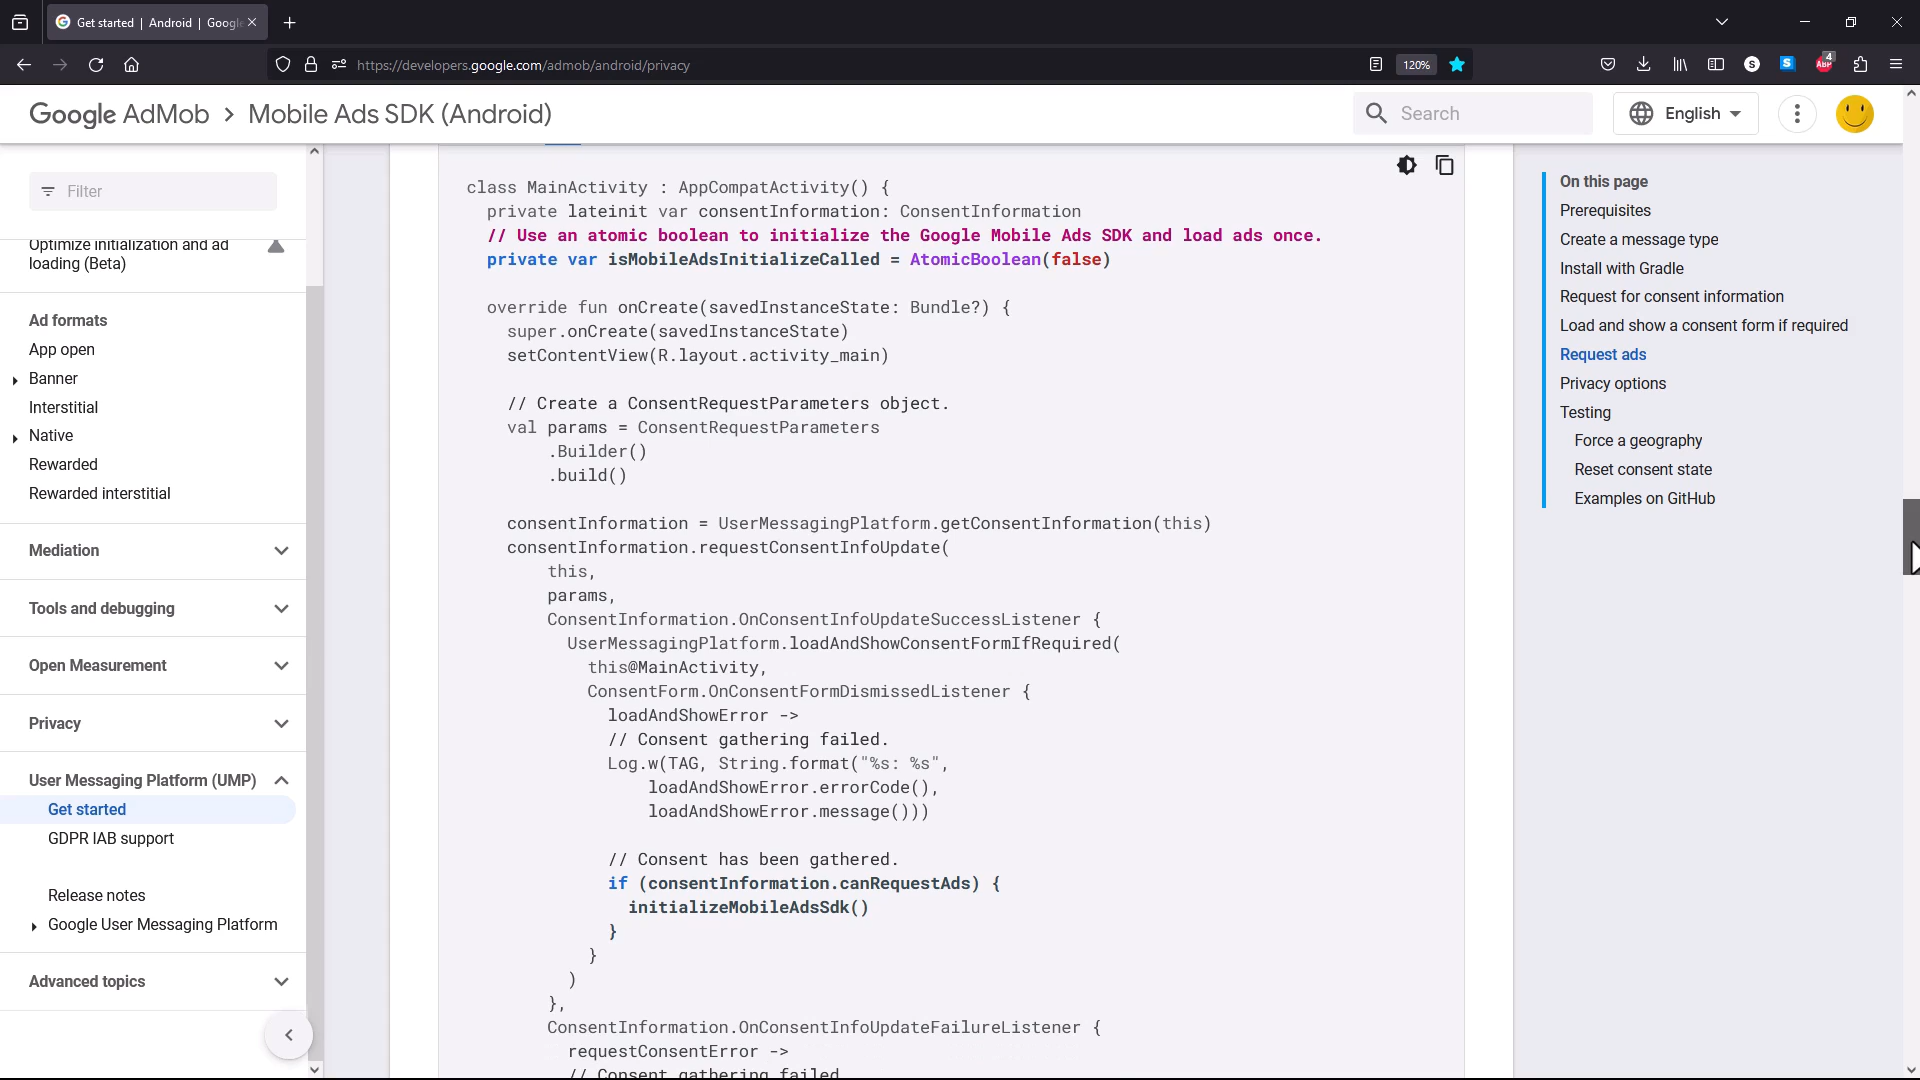 Get started | Android | Google
https://developers.google.com/admob/android/privacy
120%
S
S
ABP
4
Google AdMob > Mobile Ads SDK (Android)
Search
English
Filter
Optimize initialization and ad
loading (Beta)
Ad formats
App open
Banner
Interstitial
Native
Rewarded
Rewarded interstitial
Mediation
Tools and debugging
Open Measurement
Privacy
User Messaging Platform (UMP)
Get started
GDPR IAB support
Release notes
Google User Messaging Platform
Advanced topics
class MainActivity : AppCompatActivity() {
private lateinit var consentInformation: ConsentInformation
// Use an atomic boolean to initialize the Google Mobile Ads SDK and load ads once.
private var isMobileAdsInitializeCalled = AtomicBoolean(false)
override fun onCreate(savedInstanceState: Bundle?) {
super.onCreate(savedInstanceState)
setContentView(R.layout.activity_main)
// Create a ConsentRequestParameters object.
val params = ConsentRequestParameters
.Builder()
.build()
consentInformation = UserMessagingPlatform.getConsentInformation(this)
consentInformation.requestConsentInfoUpdate(
this,
params,
ConsentInformation.OnConsentInfoUpdateSuccessListener {
UserMessagingPlatform.loadAndShowConsentFormIfRequired(
this@MainActivity,
ConsentForm.OnConsentFormDismissedListener {
loadAndShowError ->
// Consent gathering failed.
Log.w(TAG, String.format("%s: %s",
loadAndShowError.errorCode(),
loadAndShowError.message()))
// Consent has been gathered.
if (consentInformation.canRequestAds) {
initializeMobileAdsSdk()
}
}
)
},
ConsentInformation.OnConsentInfoUpdateFailureListener {
requestConsentError ->
// Consent gathering failed
On this page
Prerequisites
Create a message type
Install with Gradle
Request for consent information
Load and show a consent form if required
Request ads
Privacy options
Testing
Force a geography
Reset consent state
Examples on GitHub